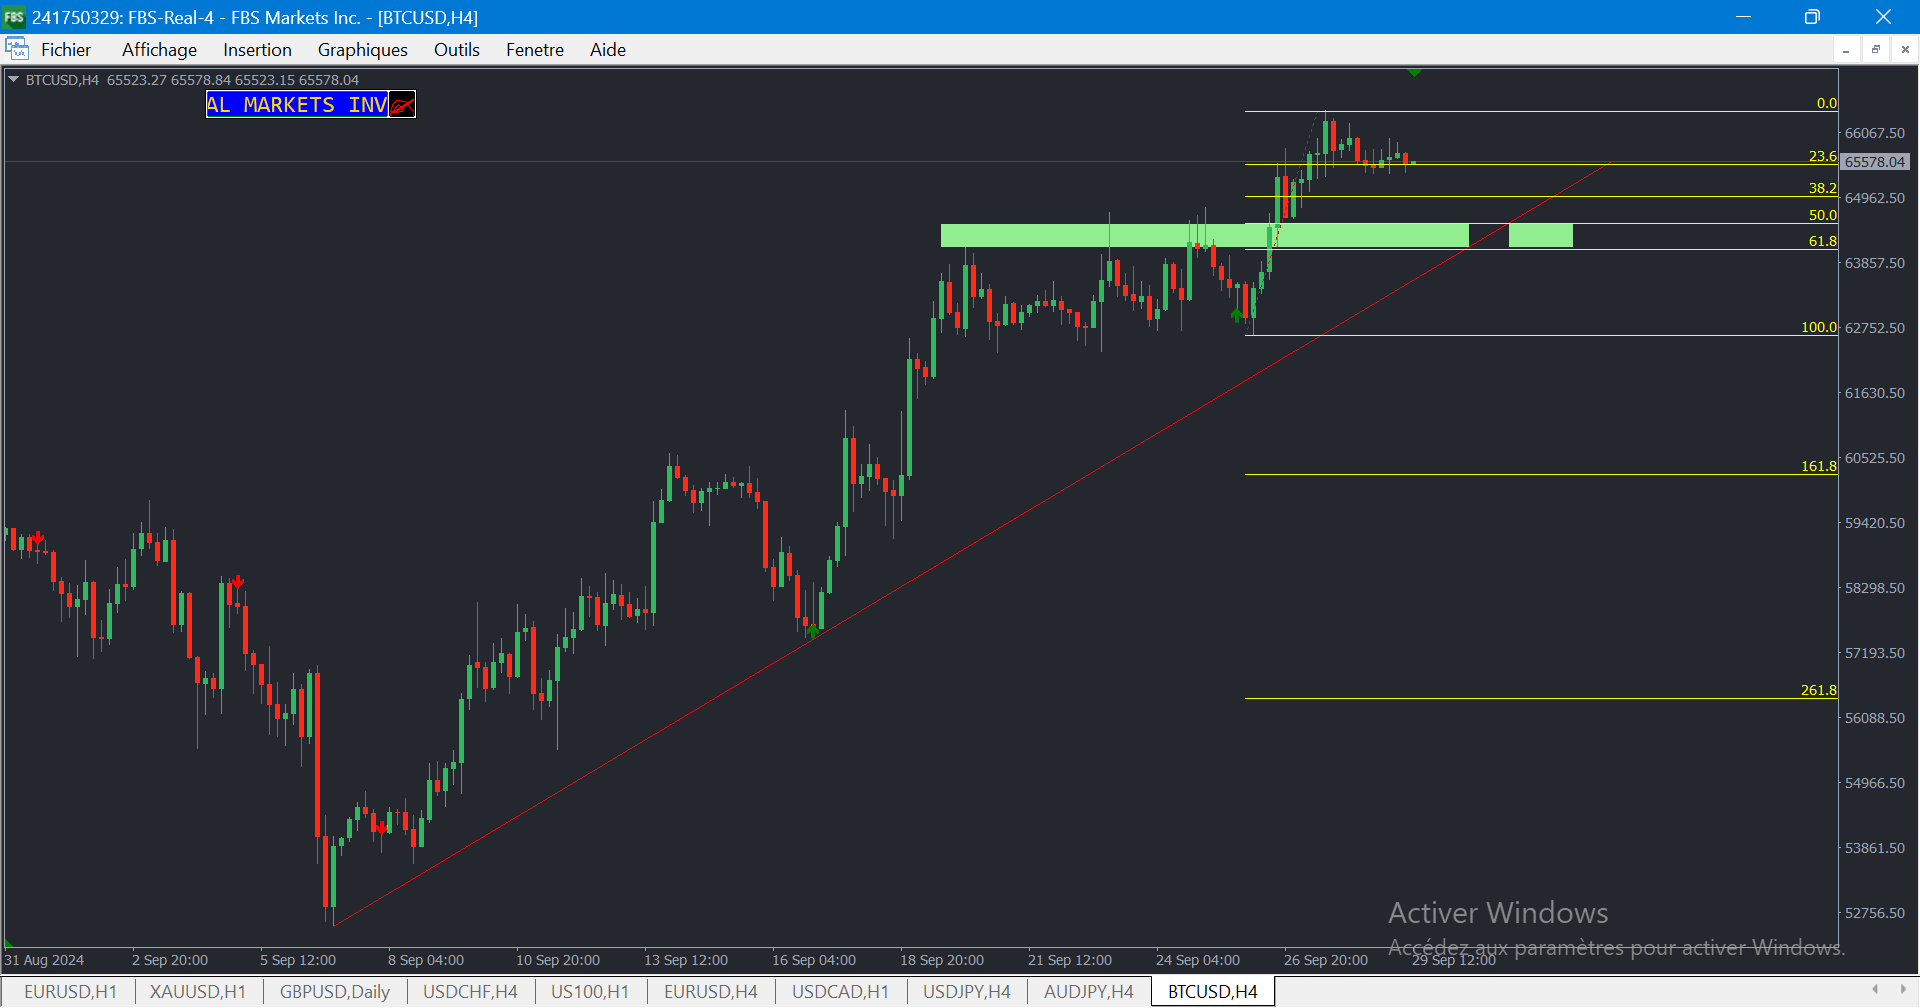 241750329: FBS-Real-4 - FBS Markets Inc. - [BTCUSD,H4]
Fichier Affichage Insertion Graphiques Outils Fenetre Aide
BTCUSD,H4 65523.27 65578.84 65523.15 65578.04
AL MARKETS INV
0.0
66067.50
23.6
65578.04
38.2
64962.50
50.0
61.8
63857.50
100.0
62752.50
61630.50
161.8
60525.50
59420.50
58298.50
57193.50
261.8
56088.50
54966.50
53861.50
52756.50
Activer Windows
Accédez aux paramètres pour activer Windows.
31 Aug 2024 2 Sep 20:00 5 Sep 12:00 8 Sep 04:00 10 Sep 20:00 13 Sep 12:00 16 Sep 04:00 18 Sep 20:00 21 Sep 12:00 24 Sep 04:00 26 Sep 20:00 29 Sep 12:00
EURUSD,H1 XAUUSD,H1 GBPUSD,Daily USDCHF,H4 US100,H1 EURUSD,H4 USDCAD,H1 USDJPY,H4 AUDJPY,H4 BTCUSD,H4